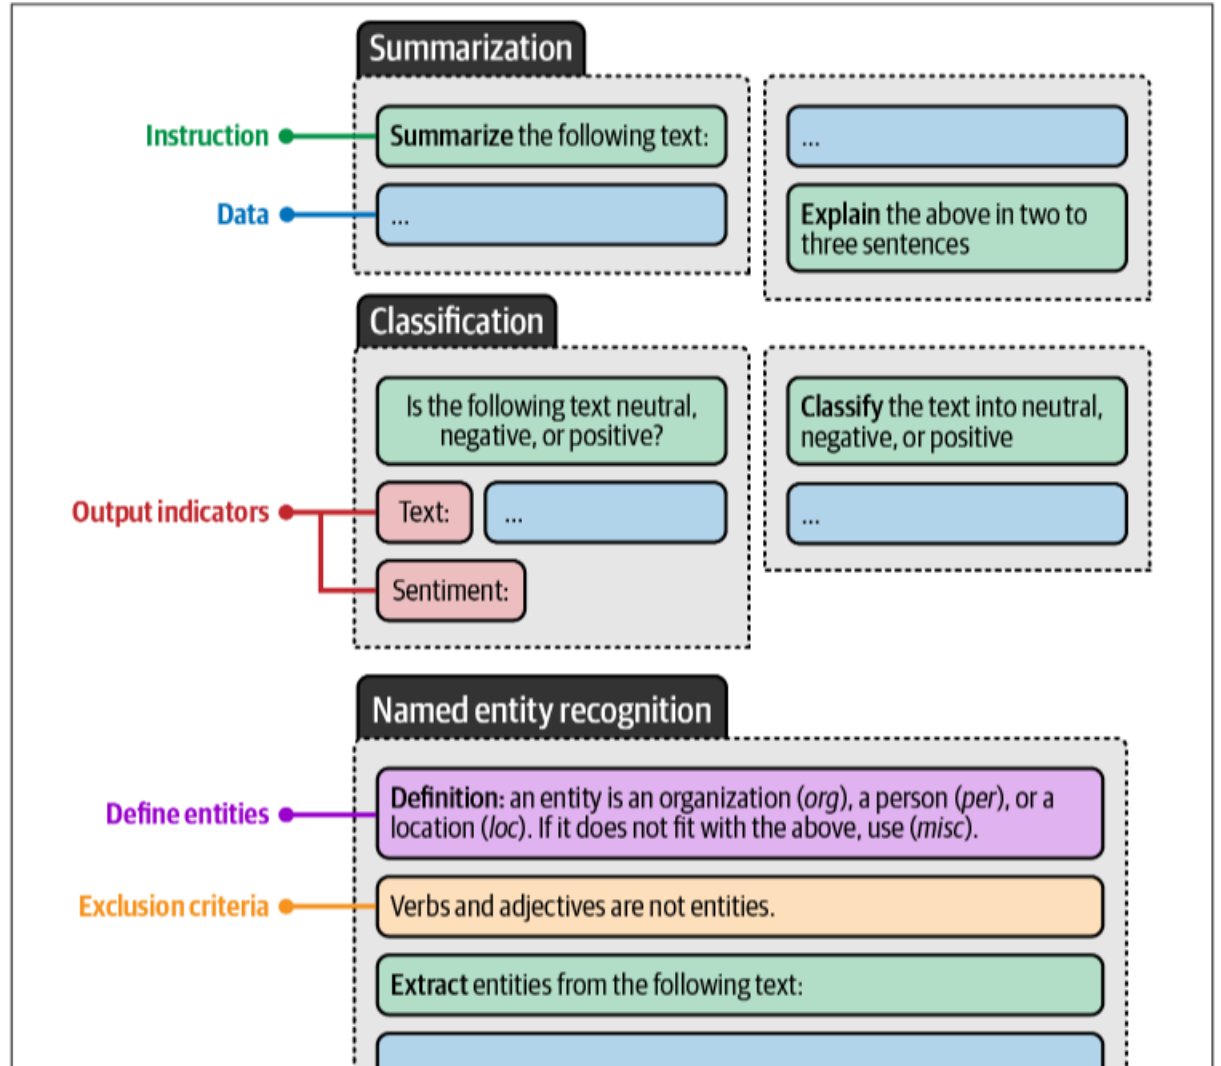 Summarization
Instruction
Summarize the following text:
Data
...
...
Explain the above in two to
three sentences
Classification
Is the following text neutral,
negative, or positive?
Output indicators
Text:
...
Sentiment:
Classify the text into neutral,
negative, or positive
...
Named entity recognition
Define entities
Definition: an entity is an organization (org), a person (per), or a
location (loc). If it does not fit with the above, use (misc).
Exclusion criteria
Verbs and adjectives are not entities.
Extract entities from the following text: